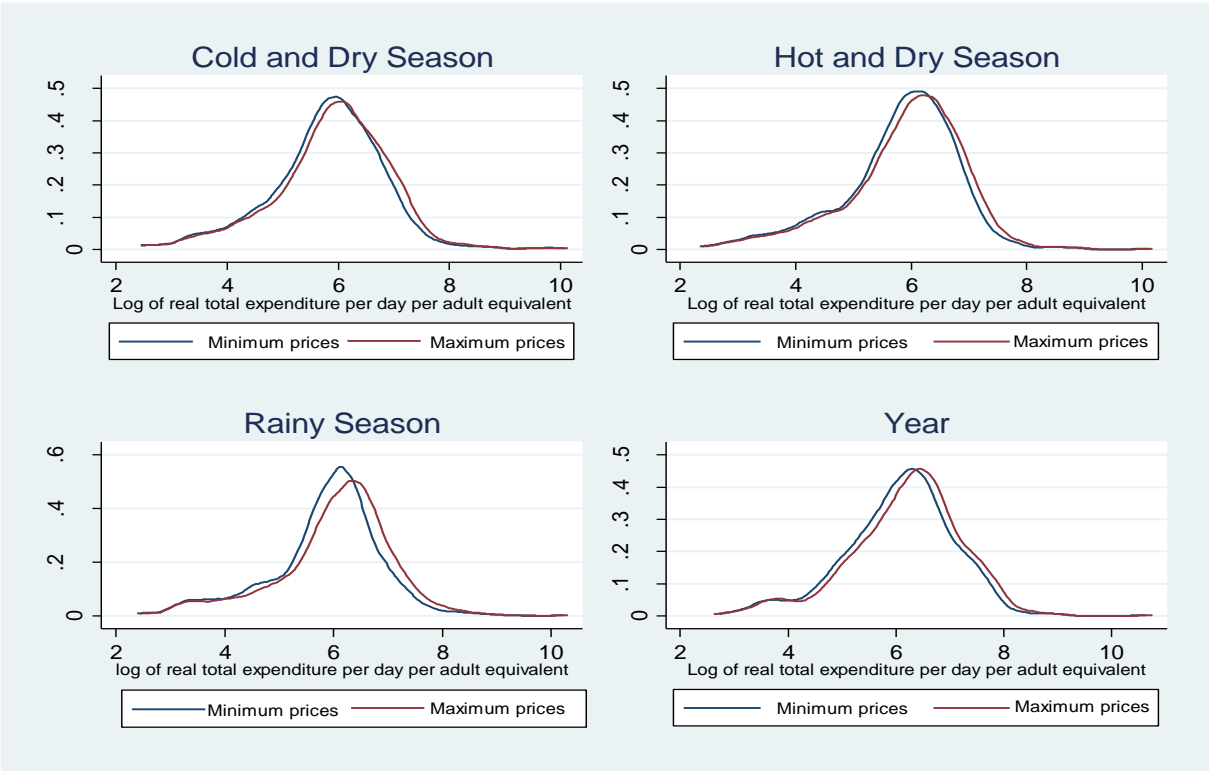 Cold and Dry Season
.5
.4
.3
.2
.1
0
2 4 6 8 10
Log of real total expenditure per day per adult equivalent
Minimum prices Maximum prices
Hot and Dry Season
.5
.4
.3
.2
.1
0
2 4 6 8 10
Log of real total expenditure per day per adult equivalent
Minimum prices Maximum prices
Rainy Season
.6
.4
.2
0
2 4 6 8 10
log of real total expenditure per day per adult equivalent
Minimum prices Maximum prices
Year
.5
.4
.3
.2
.1
0
2 4 6 8 10
Log of real total expenditure per day per adult equivalent
Minimum prices Maximum prices